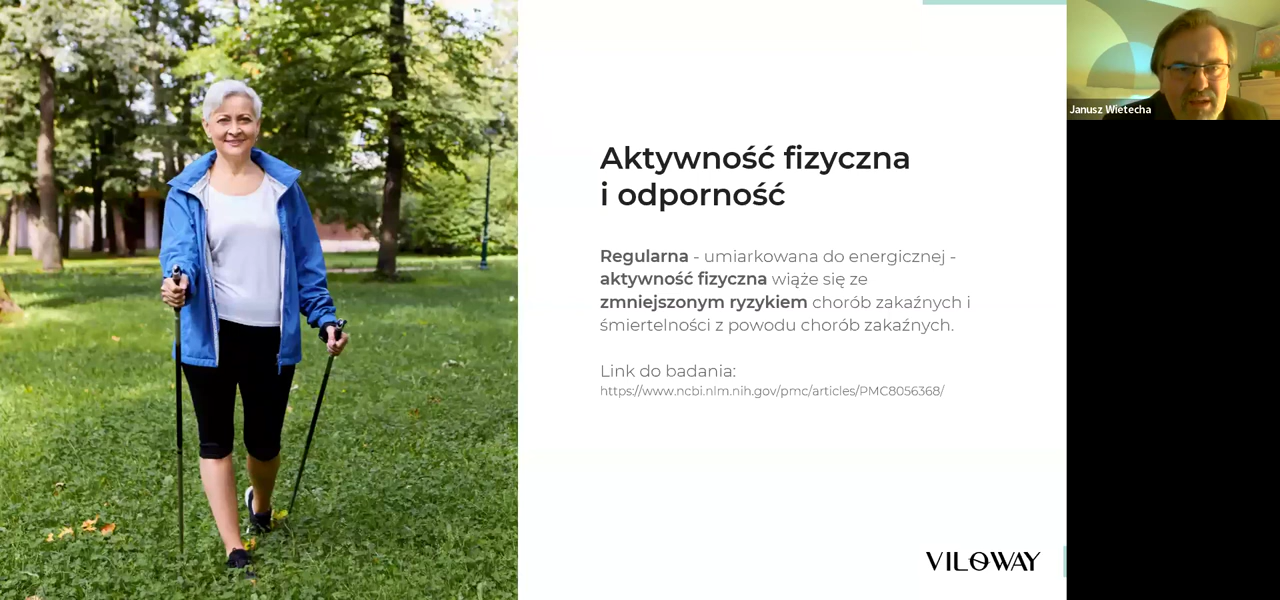 Aktywność fizyczna
i odporność
Regularna - umiarkowana do energicznej -
aktywność fizyczna wiąże się ze
zmniejszonym ryzykiem chorób zakaźnych i
śmiertelności z powodu chorób zakaźnych.
Link do badania:
https://www.ncbi.nlm.nih.gov/pmc/articles/PMC8056368/
VILOWAY
Janusz Wietecha